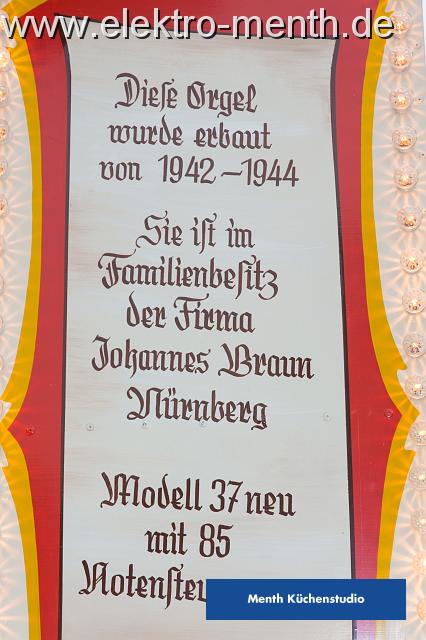 www.elektro-menth.de
Dieſe Orgel
wurde erbaut
von 1942–1944
Sie iſt im
Familienbeſitz
der Firma
Johannes Braun
Nürnberg
Modell 37 neu
mit 85
Menth Küchenstudio